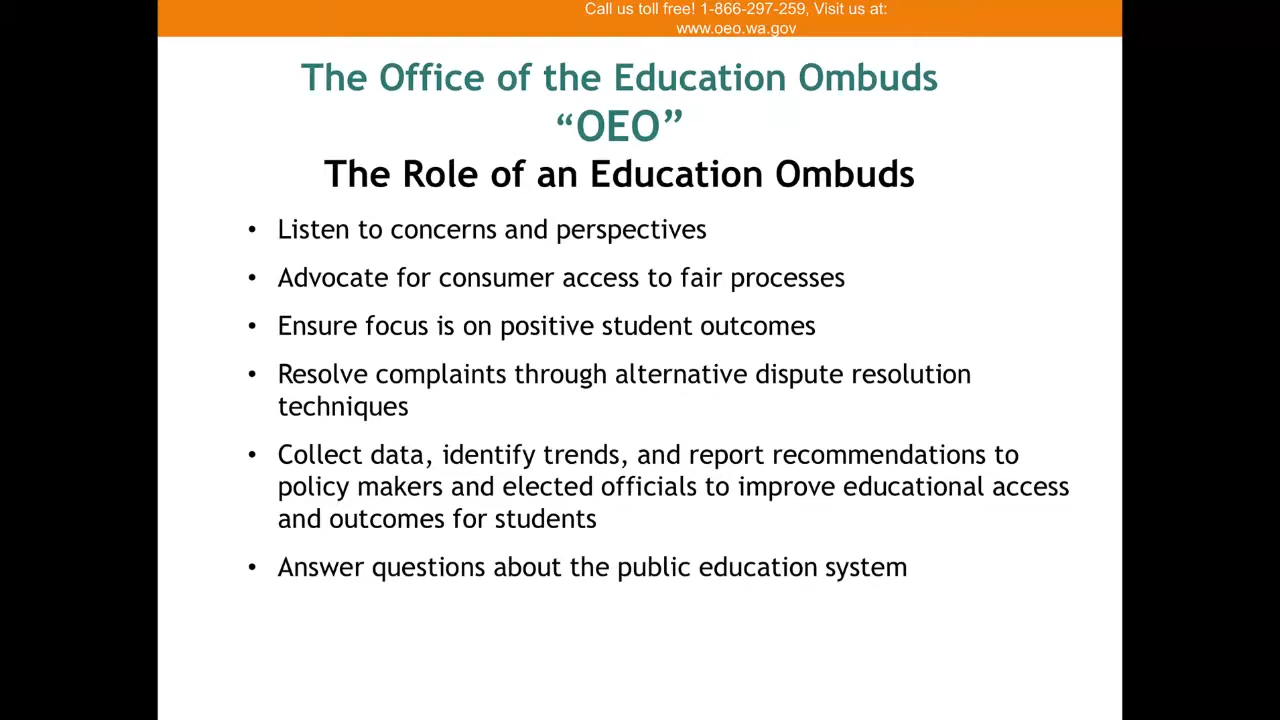 Call us toll free! 1-866-297-259, Visit us at:
www.oeo.wa.gov
The Office of the Education Ombuds
“OEO”
The Role of an Education Ombuds
• Listen to concerns and perspectives
• Advocate for consumer access to fair processes
• Ensure focus is on positive student outcomes
• Resolve complaints through alternative dispute resolution
techniques
• Collect data, identify trends, and report recommendations to
policy makers and elected officials to improve educational access
and outcomes for students
• Answer questions about the public education system